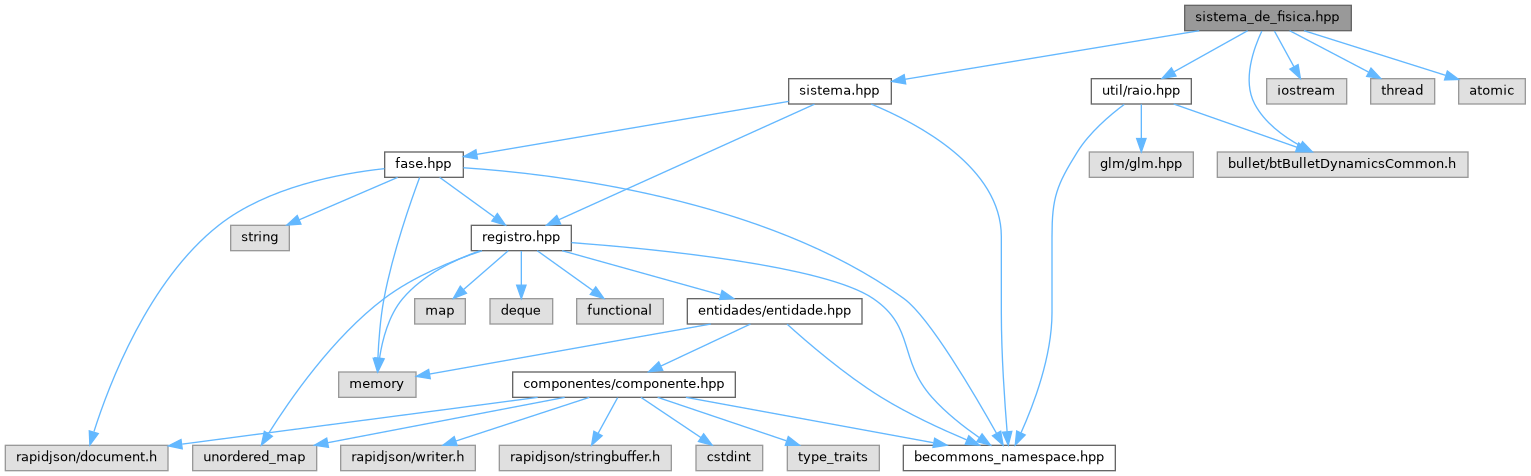 sistema_de_fisica.hpp
sistema.hpp
util/raio.hpp
iostream
thread
atomic
fase.hpp
glm/glm.hpp
bullet/btBulletDynamicsCommon.h
string
registro.hpp
map
deque
functional
entidades/entidade.hpp
memory
componentes/componente.hpp
rapidjson/document.h
unordered_map
rapidjson/writer.h
rapidjson/stringbuffer.h
cstdint
type_traits
becommons_namespace.hpp